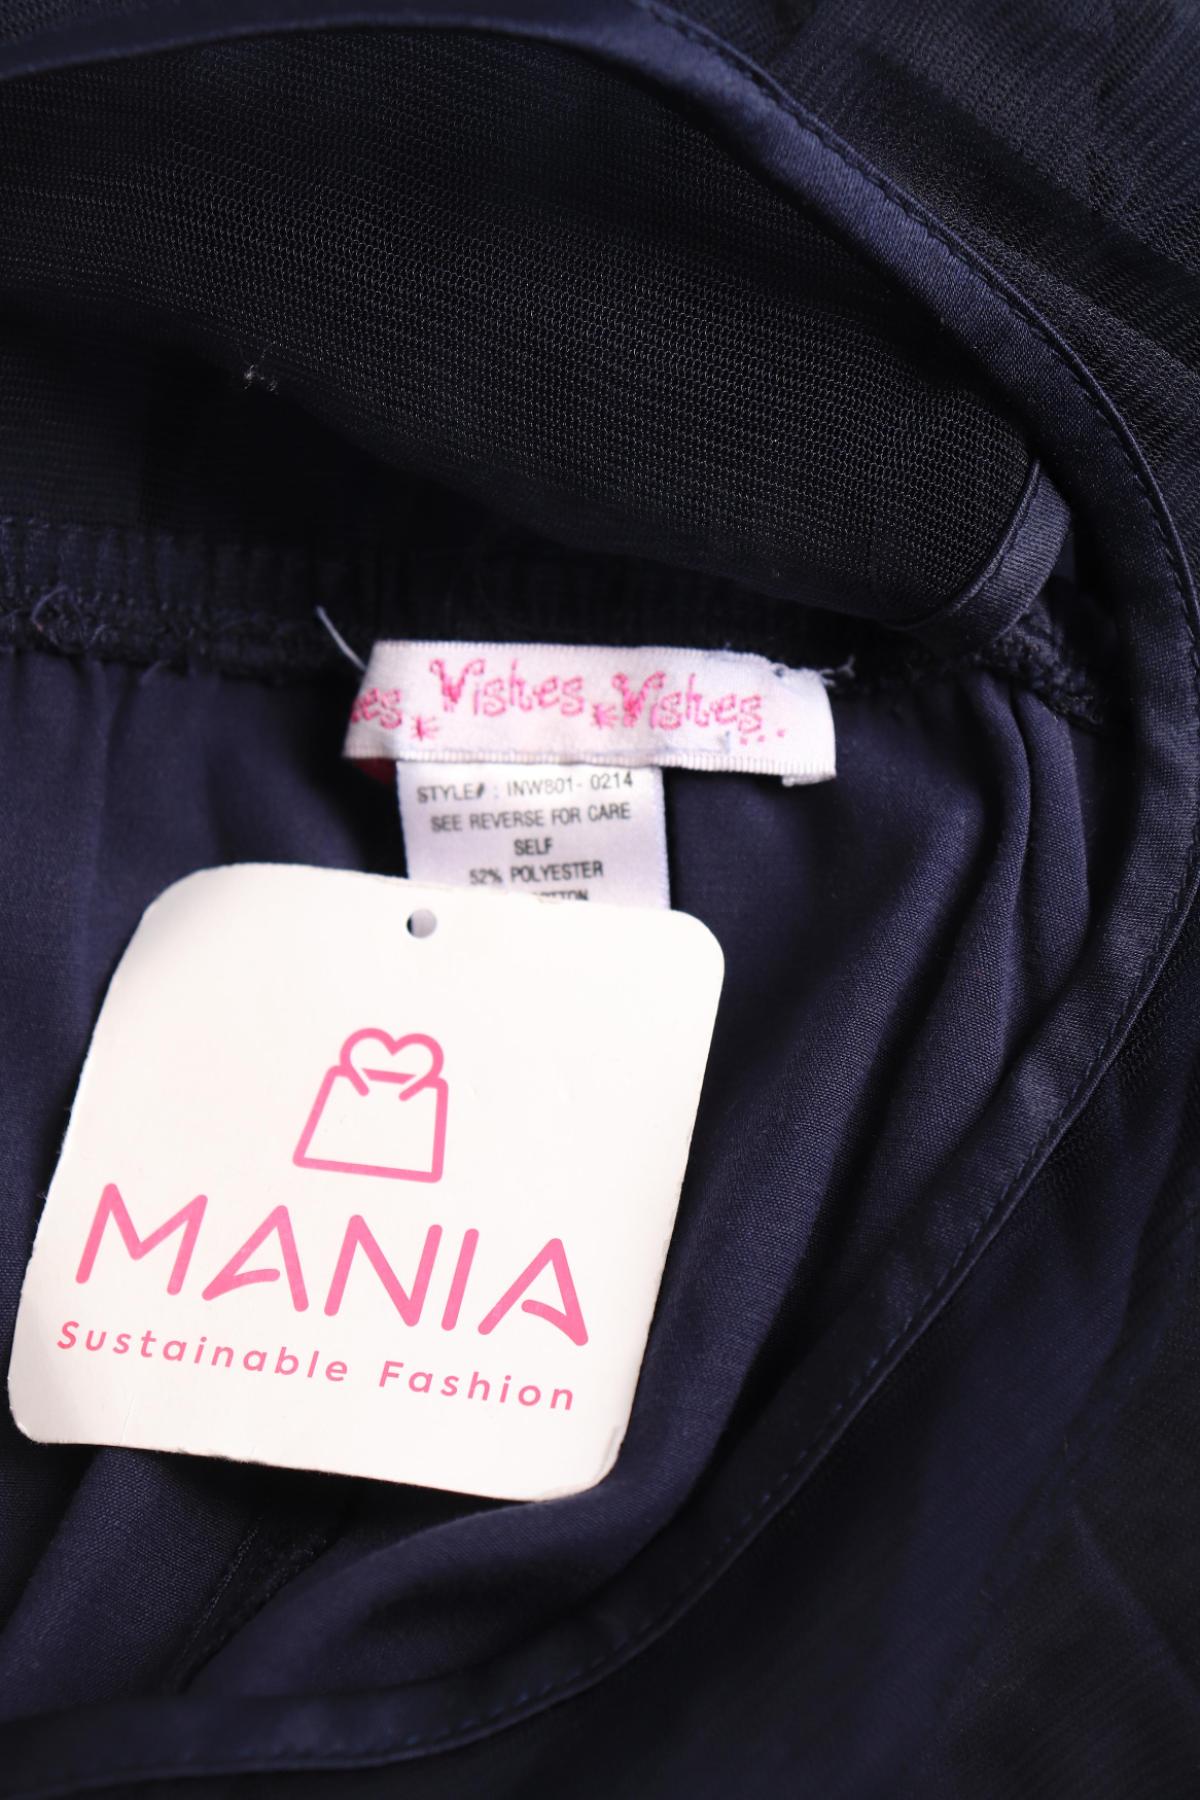 Wishes Wishes...
STYLE# : INW801-0214
SEE REVERSE FOR CARE
SELF
52% POLYESTER
MANIA
Sustainable Fashion